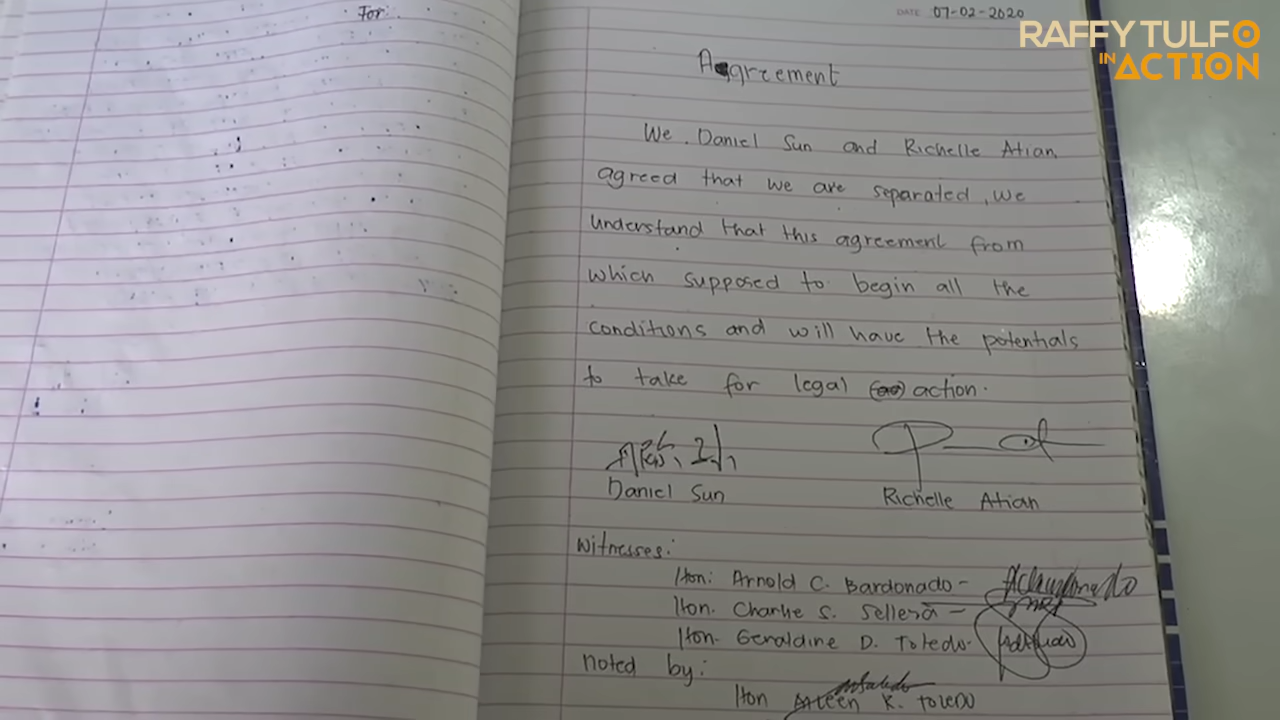 For:
DATE 07-02-2020
RAFFY TULFO
IN ACTION
Agreement
We Daniel Sun and Richelle Atian
agreed that we are separated, we
understand that this agreement from
which supposed to begin all the
conditions and will have the potentials
to take for legal action.
Daniel Sun Richelle Atian
Witnesses:
Hon: Arnold C. Bardonado -
Hon. Charlie S. Sellera -
Hon. Geraldine D. Toledo -
noted by:
Hon K. Toledo